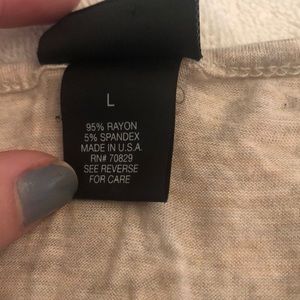 L
95% RAYON
5% SPANDEX
MADE IN U.S.A.
RN# 70829
SEE REVERSE
FOR CARE